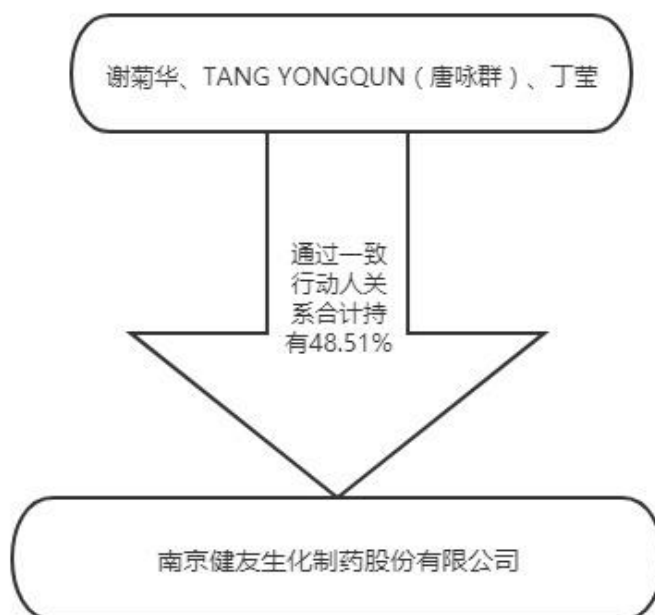 谢菊华、TANG YONGQUN（唐咏群）、丁莹
通过一致
行动人关
系合计持
有48.51%
南京健友生化制药股份有限公司